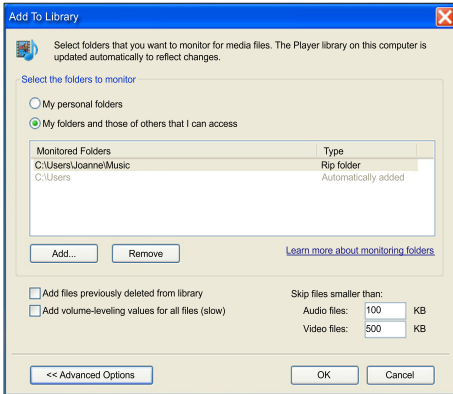 Add To Library
Select folders that you want to monitor for media files. The Player library on this computer is
updated automatically to reflect changes.
Select the folders to monitor
My personal folders
My folders and those of others that I can access
Monitored Folders Type
C:\Users\Joanne\Music Rip folder
C:\Users Automatically added
Add... Remove Learn more about monitoring folders
Add files previously deleted from library Skip files smaller than:
Add volume-leveling values for all files (slow) Audio files: 100 KB
Video files: 500 KB
<< Advanced Options OK Cancel